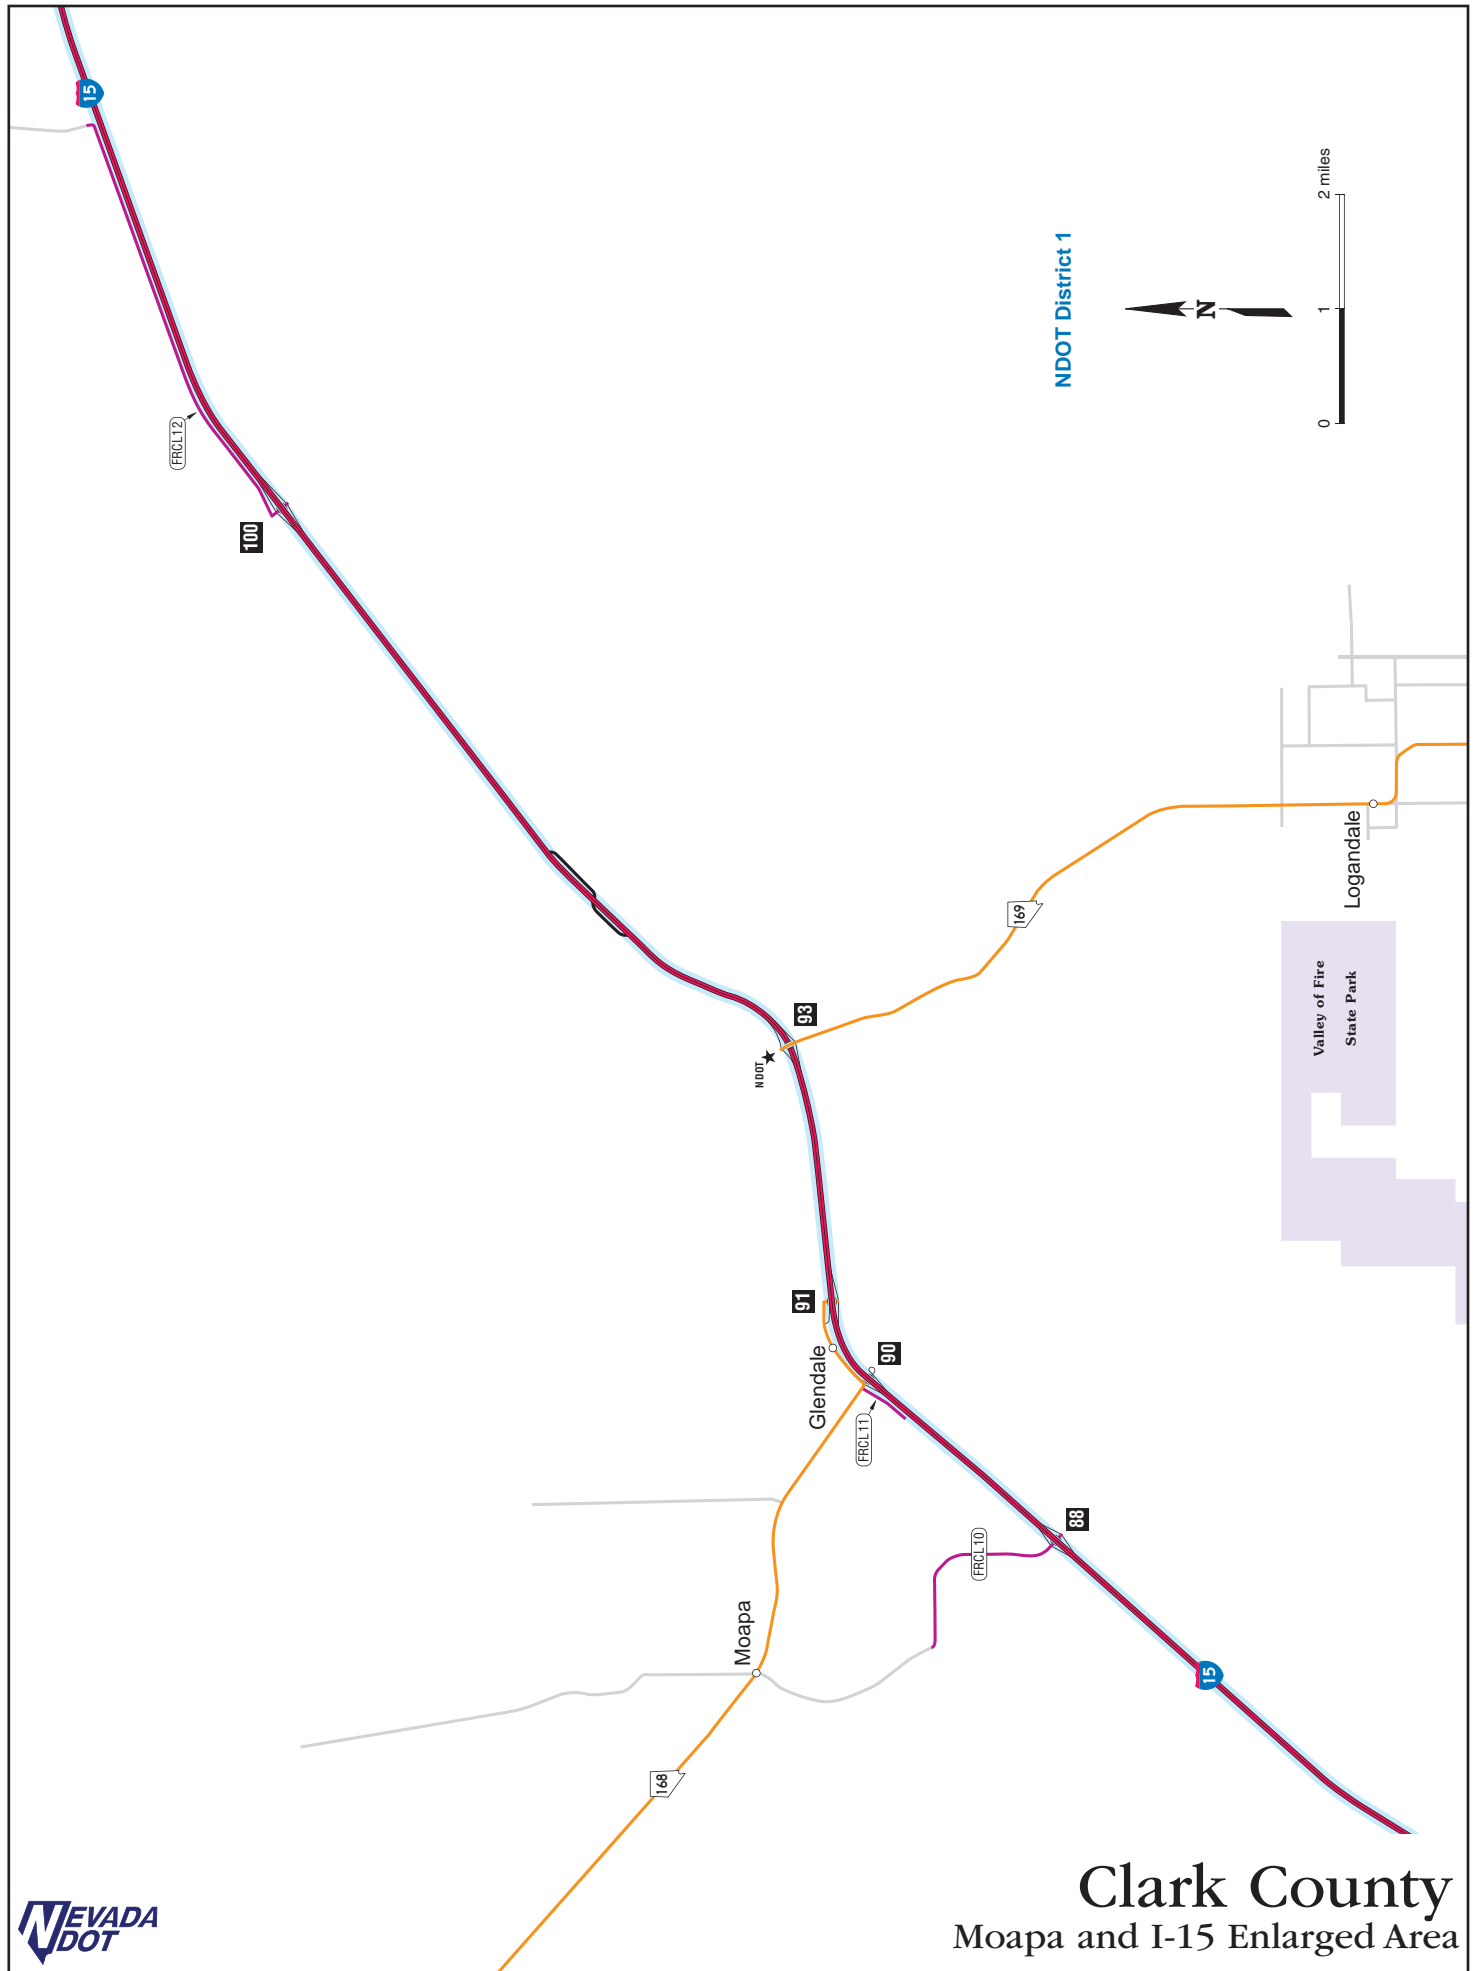 15
FRCL12
100
2 miles
1
0
NDOT District 1
N
169
Logandale
Valley of Fire
State Park
93
NDOT
91
Glendale
90
FRCL11
88
FRCL10
Moapa
15
168
NEVADA
DOT
Clark County
Moapa and I-15 Enlarged Area